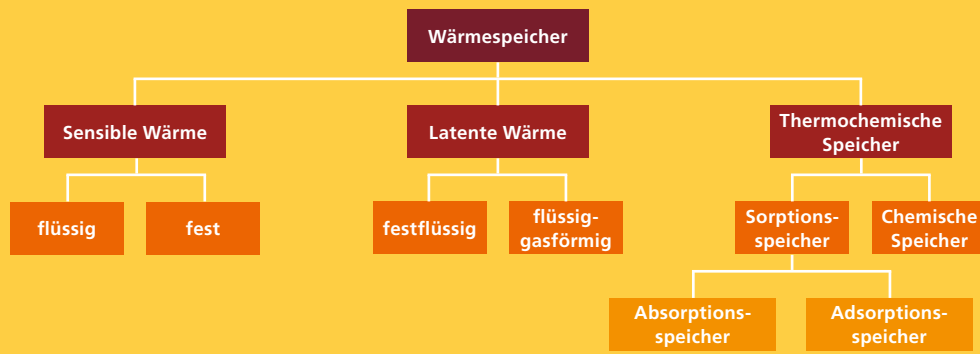 Wärmespeicher
Sensible Wärme
Latente Wärme
Thermochemische
Speicher
flüssig
fest
festflüssig
flüssig-
gasförmig
Sorptions-
speicher
Chemische
Speicher
Absorptions-
speicher
Adsorptions-
speicher